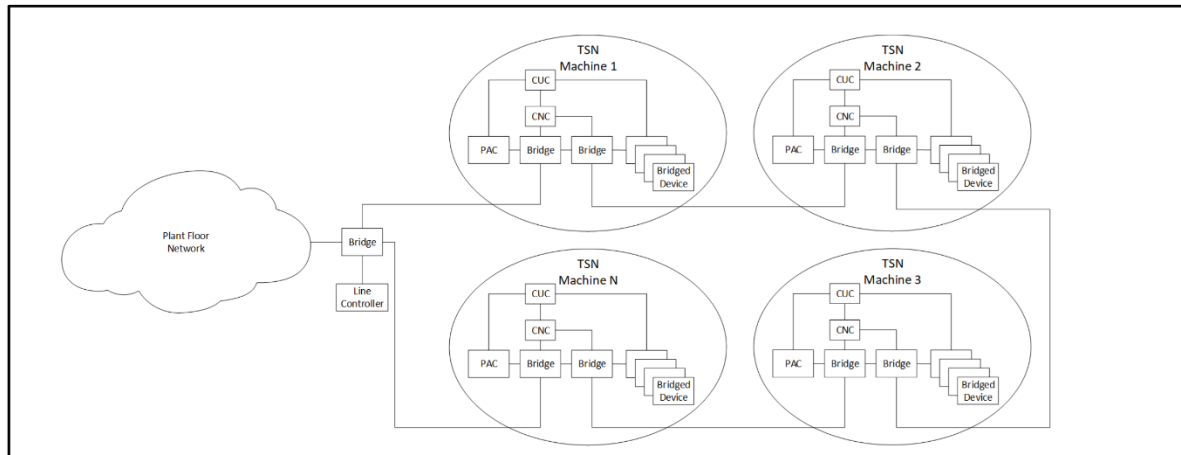 TSN
Machine 1
CUC
CNC
PAC
Bridge
Bridge
Bridged
Device
TSN
Machine 2
CUC
CNC
PAC
Bridge
Bridge
Bridged
Device
Plant Floor
Network
Bridge
Line
Controller
TSN
Machine N
CUC
CNC
PAC
Bridge
Bridge
Bridged
Device
TSN
Machine 3
CUC
CNC
PAC
Bridge
Bridge
Bridged
Device